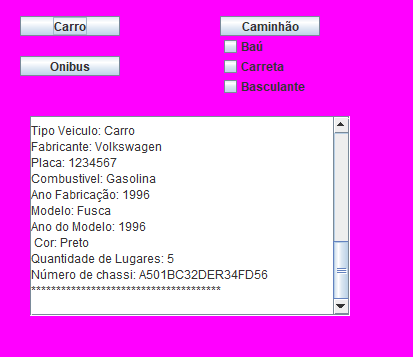 Carro
Caminhão
Baú
Onibus
Carreta
Basculante
Tipo Veiculo: Carro
Fabricante: Volkswagen
Placa: 1234567
Combustivel: Gasolina
Ano Fabricação: 1996
Modelo: Fusca
Ano do Modelo: 1996
Cor: Preto
Quantidade de Lugares: 5
Número de chassi: A501BC32DER34FD56
**************************************